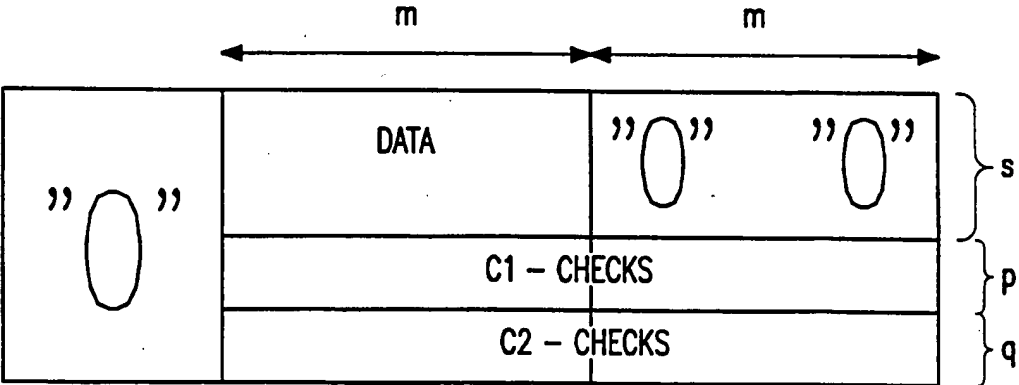 m m
DATA ”0” ”0” s
”0”
C1 – CHECKS p
C2 – CHECKS q